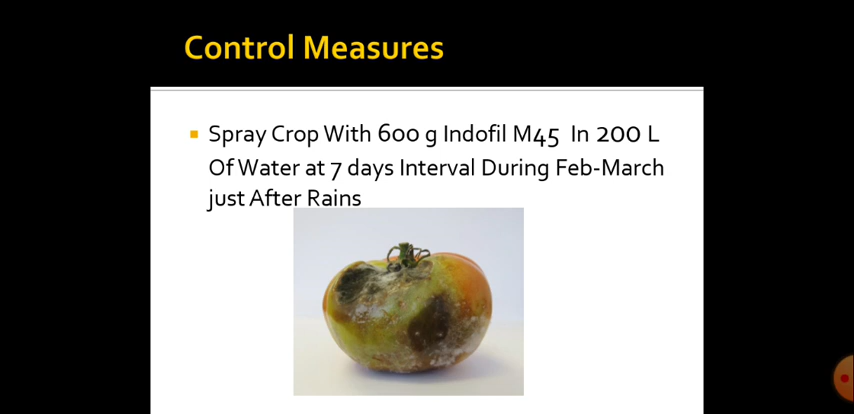 Control Measures
Spray Crop With 600 g Indofil M45 In 200 L
Of Water at 7 days Interval During Feb-March
just After Rains